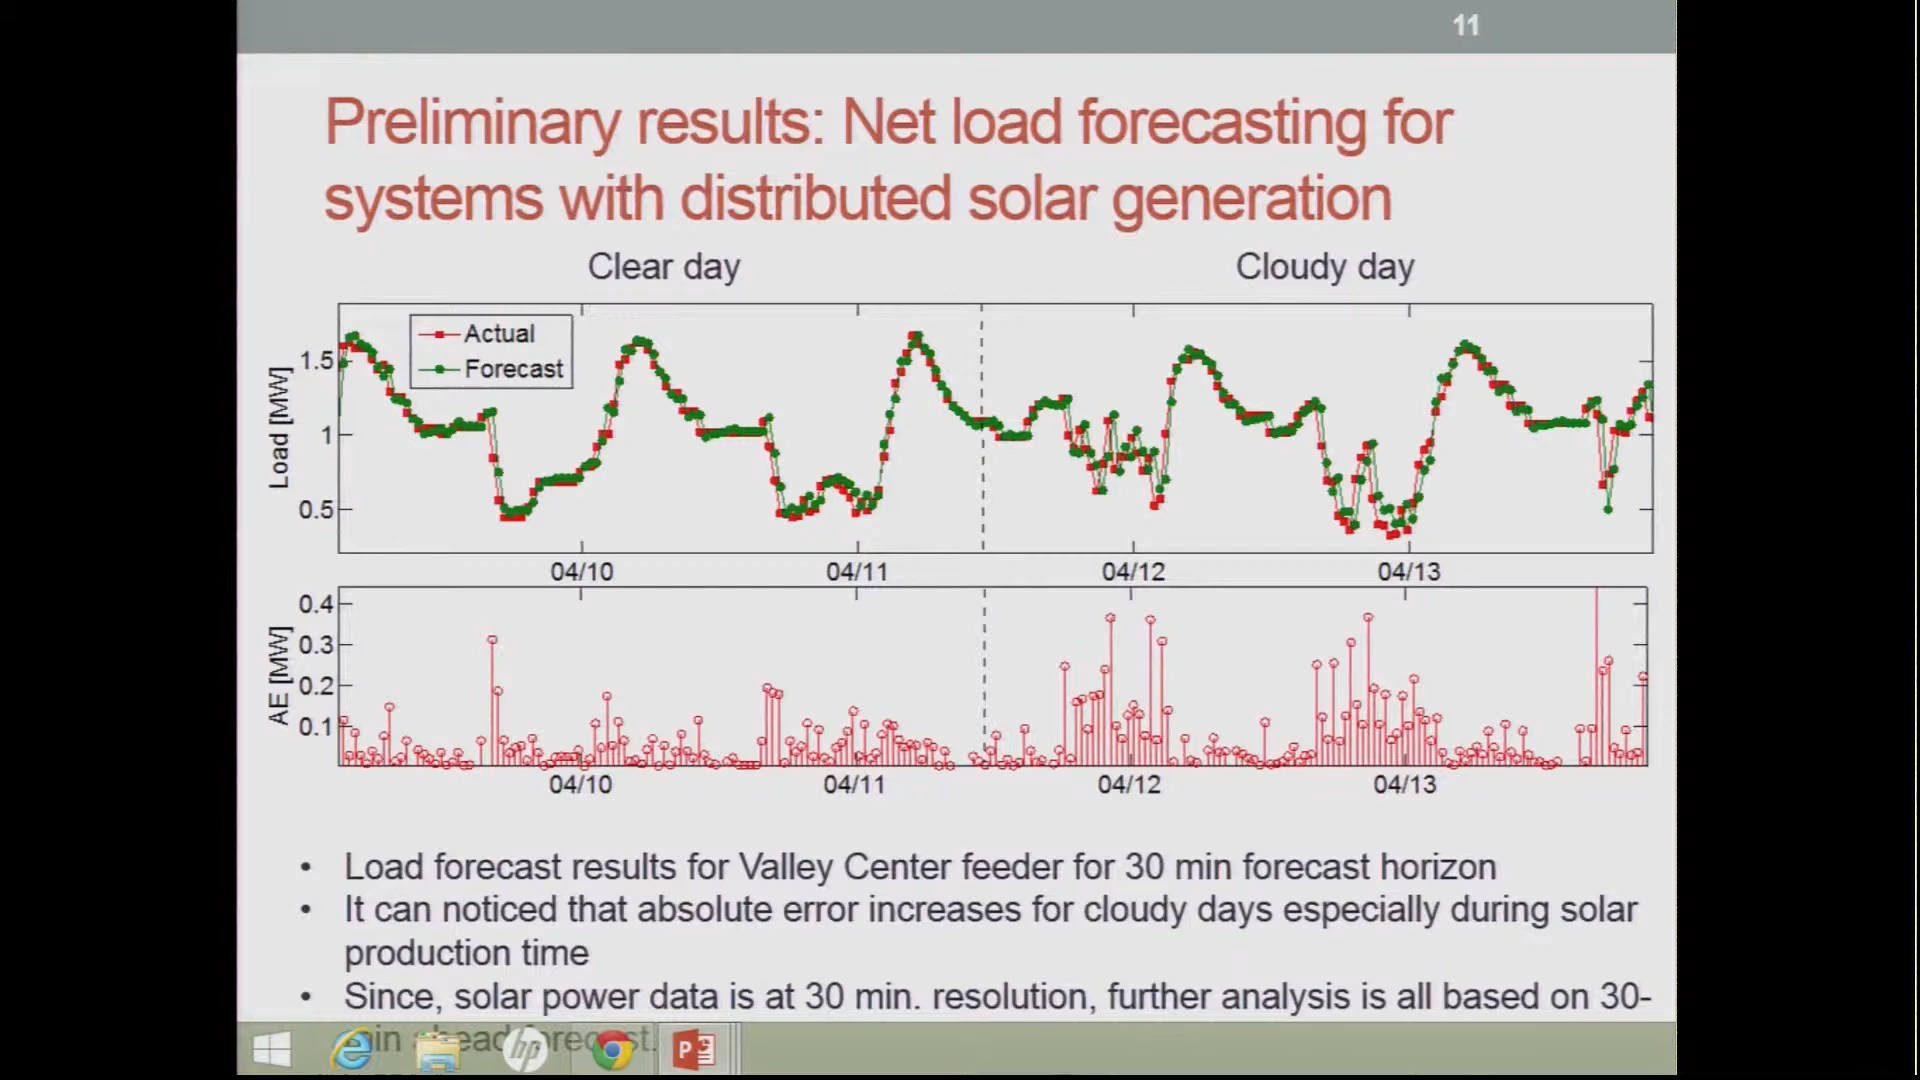 11
Preliminary results: Net load forecasting for
systems with distributed solar generation
Clear day
Cloudy day
Actual
Forecast
Load [MW]
1.5
1
0.5
04/10
04/11
04/12
04/13
AE [MW]
0.4
0.3
0.2
0.1
04/10
04/11
04/12
04/13
• Load forecast results for Valley Center feeder for 30 min forecast horizon
• It can noticed that absolute error increases for cloudy days especially during solar
production time
• Since, solar power data is at 30 min. resolution, further analysis is all based on 30-
hp
P